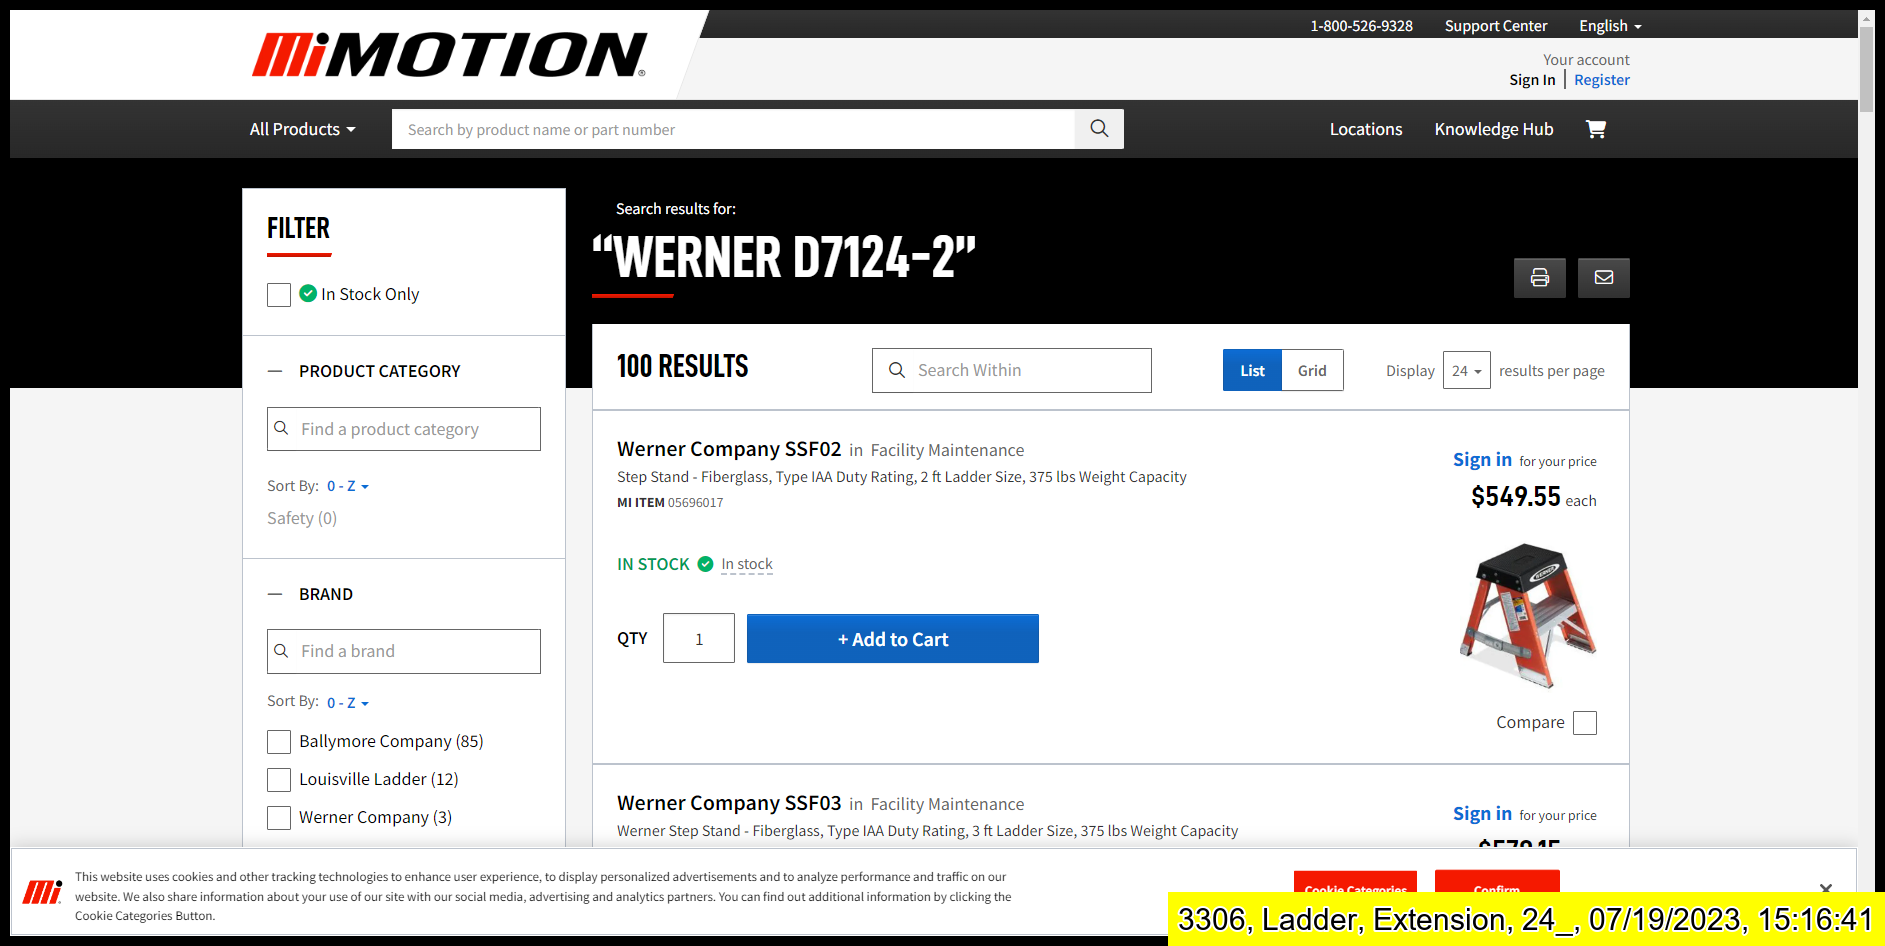 1-800-526-9328 Support Center English
MiMOTION®
Your account
Sign In | Register
All Products
Search by product name or part number
Locations Knowledge Hub
FILTER
In Stock Only
PRODUCT CATEGORY
Find a product category
Sort By: 0 - Z
Safety (0)
BRAND
Find a brand
Sort By: 0 - Z
Ballymore Company (85)
Louisville Ladder (12)
Werner Company (3)
Search results for:
“WERNER D7124-2”
100 RESULTS
Search Within
List Grid
Display 24 results per page
Werner Company SSF02 in Facility Maintenance
Step Stand - Fiberglass, Type IAA Duty Rating, 2 ft Ladder Size, 375 lbs Weight Capacity
MI ITEM 05696017
Sign in for your price
$549.55 each
IN STOCK In stock
QTY 1 + Add to Cart
WERNER
Compare
Werner Company SSF03 in Facility Maintenance
Werner Step Stand - Fiberglass, Type IAA Duty Rating, 3 ft Ladder Size, 375 lbs Weight Capacity
Sign in for your price
Mi
This website uses cookies and other tracking technologies to enhance user experience, to display personalized advertisements and to analyze performance and traffic on our
website. We also share information about your use of our site with our social media, advertising and analytics partners. You can find out additional information by clicking the
Cookie Categories Button.
Cookie Categories
Confirm
3306, Ladder, Extension, 24_, 07/19/2023, 15:16:41